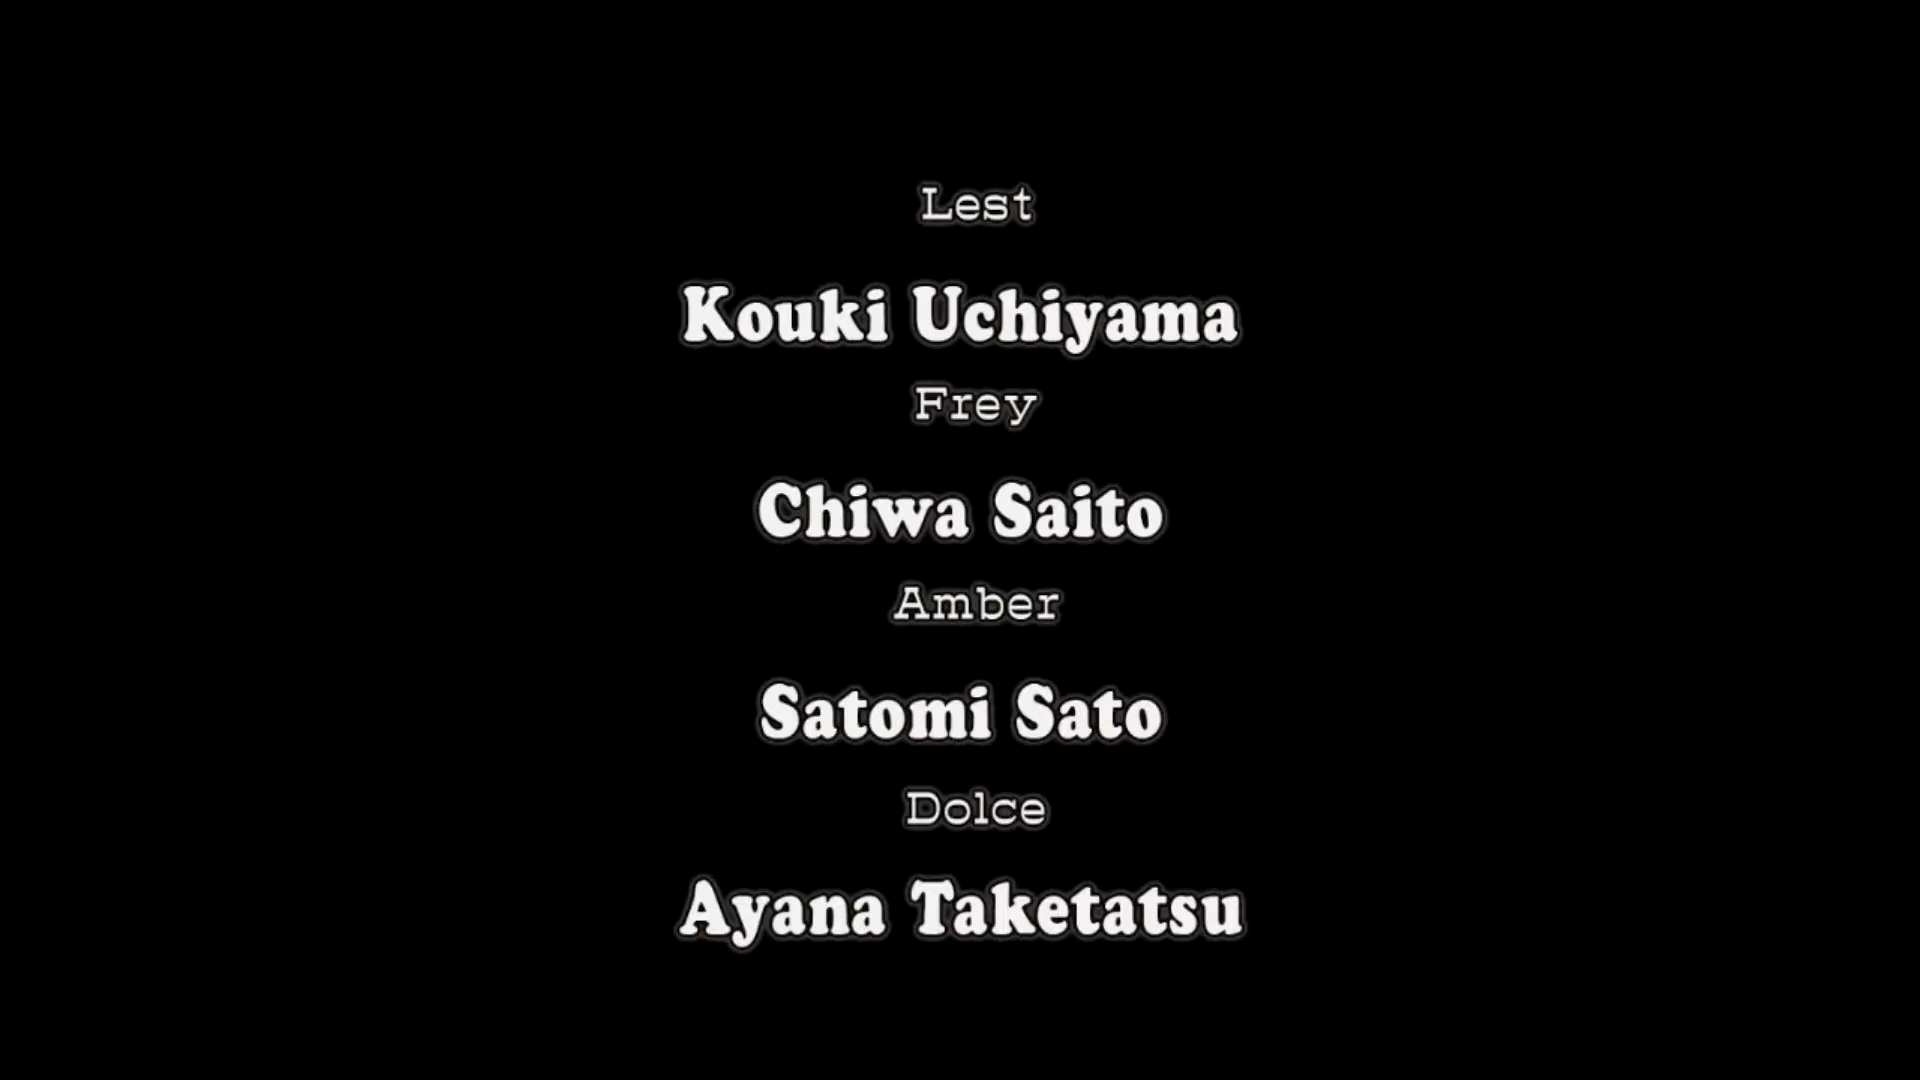 Lest
Kouki Uchiyama
Frey
Chiwa Saito
Amber
Satomi Sato
Dolce
Ayana Taketatsu